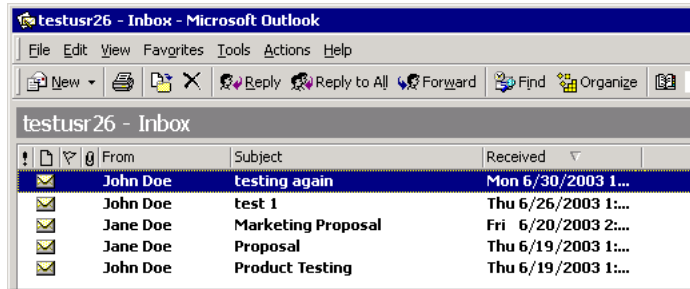 testusr26 - Inbox - Microsoft Outlook
File Edit View Favorites Tools Actions Help
New Reply Reply to All Forward Find Organize
testusr26 - Inbox
! From Subject Received
John Doe testing again Mon 6/30/2003 1...
John Doe test 1 Thu 6/26/2003 1:...
Jane Doe Marketing Proposal Fri 6/20/2003 2:...
Jane Doe Proposal Thu 6/19/2003 1:...
John Doe Product Testing Thu 6/19/2003 1:...